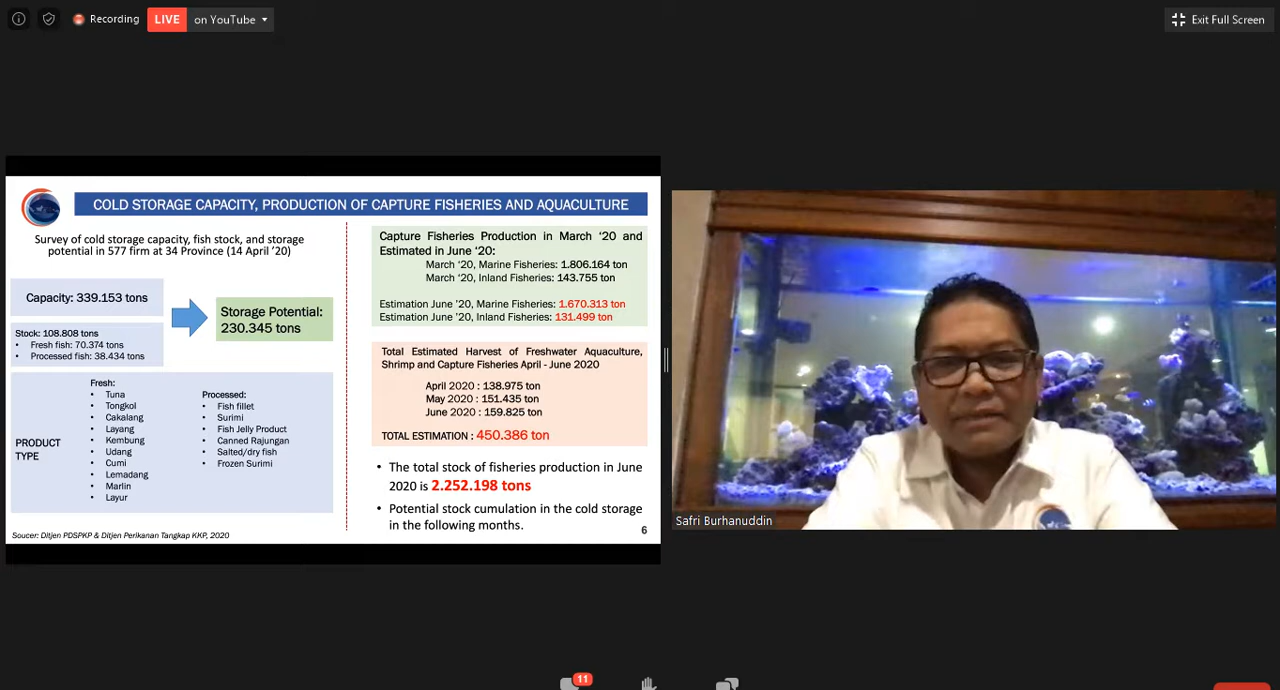 Recording
LIVE on YouTube
Exit Full Screen
COLD STORAGE CAPACITY, PRODUCTION OF CAPTURE FISHERIES AND AQUACULTURE
Survey of cold storage capacity, fish stock, and storage
potential in 577 firm at 34 Province (14 April '20)
Capacity: 339.153 tons
Stock: 108.808 tons
• Fresh fish: 70.374 tons
• Processed fish: 38.434 tons
Storage Potential:
230.345 tons
PRODUCT
TYPE
Fresh:
• Tuna
• Tongkol
• Cakalang
• Layang
• Kembung
• Udang
• Cumi
• Lemadang
• Marlin
• Layur
Processed:
• Fish fillet
• Surimi
• Fish Jelly Product
• Canned Rajungan
• Salted/dry fish
• Frozen Surimi
Soucer: Ditjen PDSPKP & Ditjen Perikanan Tangkap KKP, 2020
Capture Fisheries Production in March '20 and
Estimated in June '20:
March '20, Marine Fisheries: 1.806.164 ton
March '20, Inland Fisheries: 143.755 ton
Estimation June '20, Marine Fisheries: 1.670.313 ton
Estimation June '20, Inland Fisheries: 131.499 ton
Total Estimated Harvest of Freshwater Aquaculture,
Shrimp and Capture Fisheries April - June 2020
April 2020 : 138.975 ton
May 2020 : 151.435 ton
June 2020 : 159.825 ton
TOTAL ESTIMATION : 450.386 ton
• The total stock of fisheries production in June
2020 is 2.252.198 tons
• Potential stock cumulation in the cold storage
in the following months.
6
Safri Burhanuddin
11